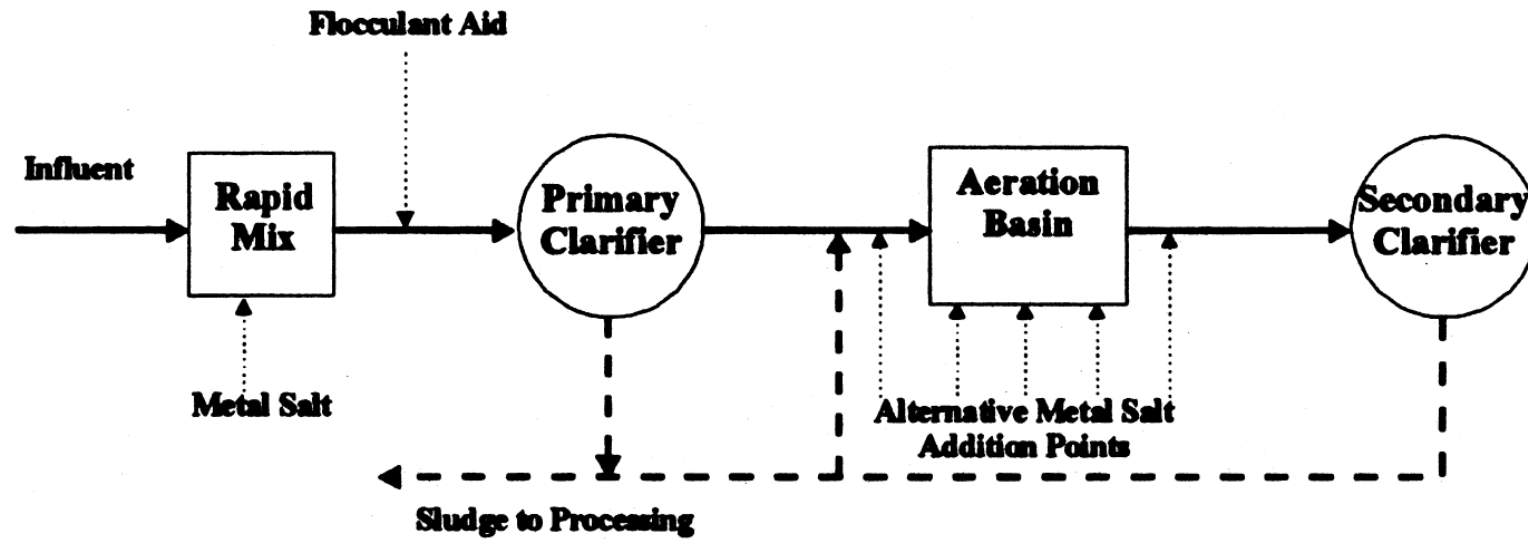 Flocculant Aid
Influent
Rapid
Mix
Primary
Clarifier
Aeration
Basin
Secondary
Clarifier
Metal Salt
Alternative Metal Salt
Addition Points
Sludge to Processing